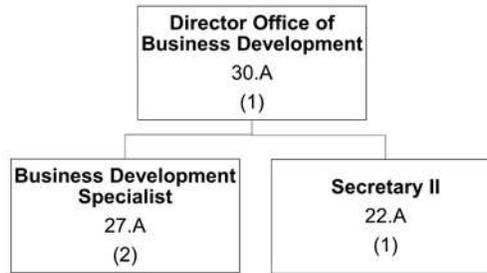 Director Office of
Business Development
30.A
(1)
Business Development
Specialist
27.A
(2)
Secretary II
22.A
(1)